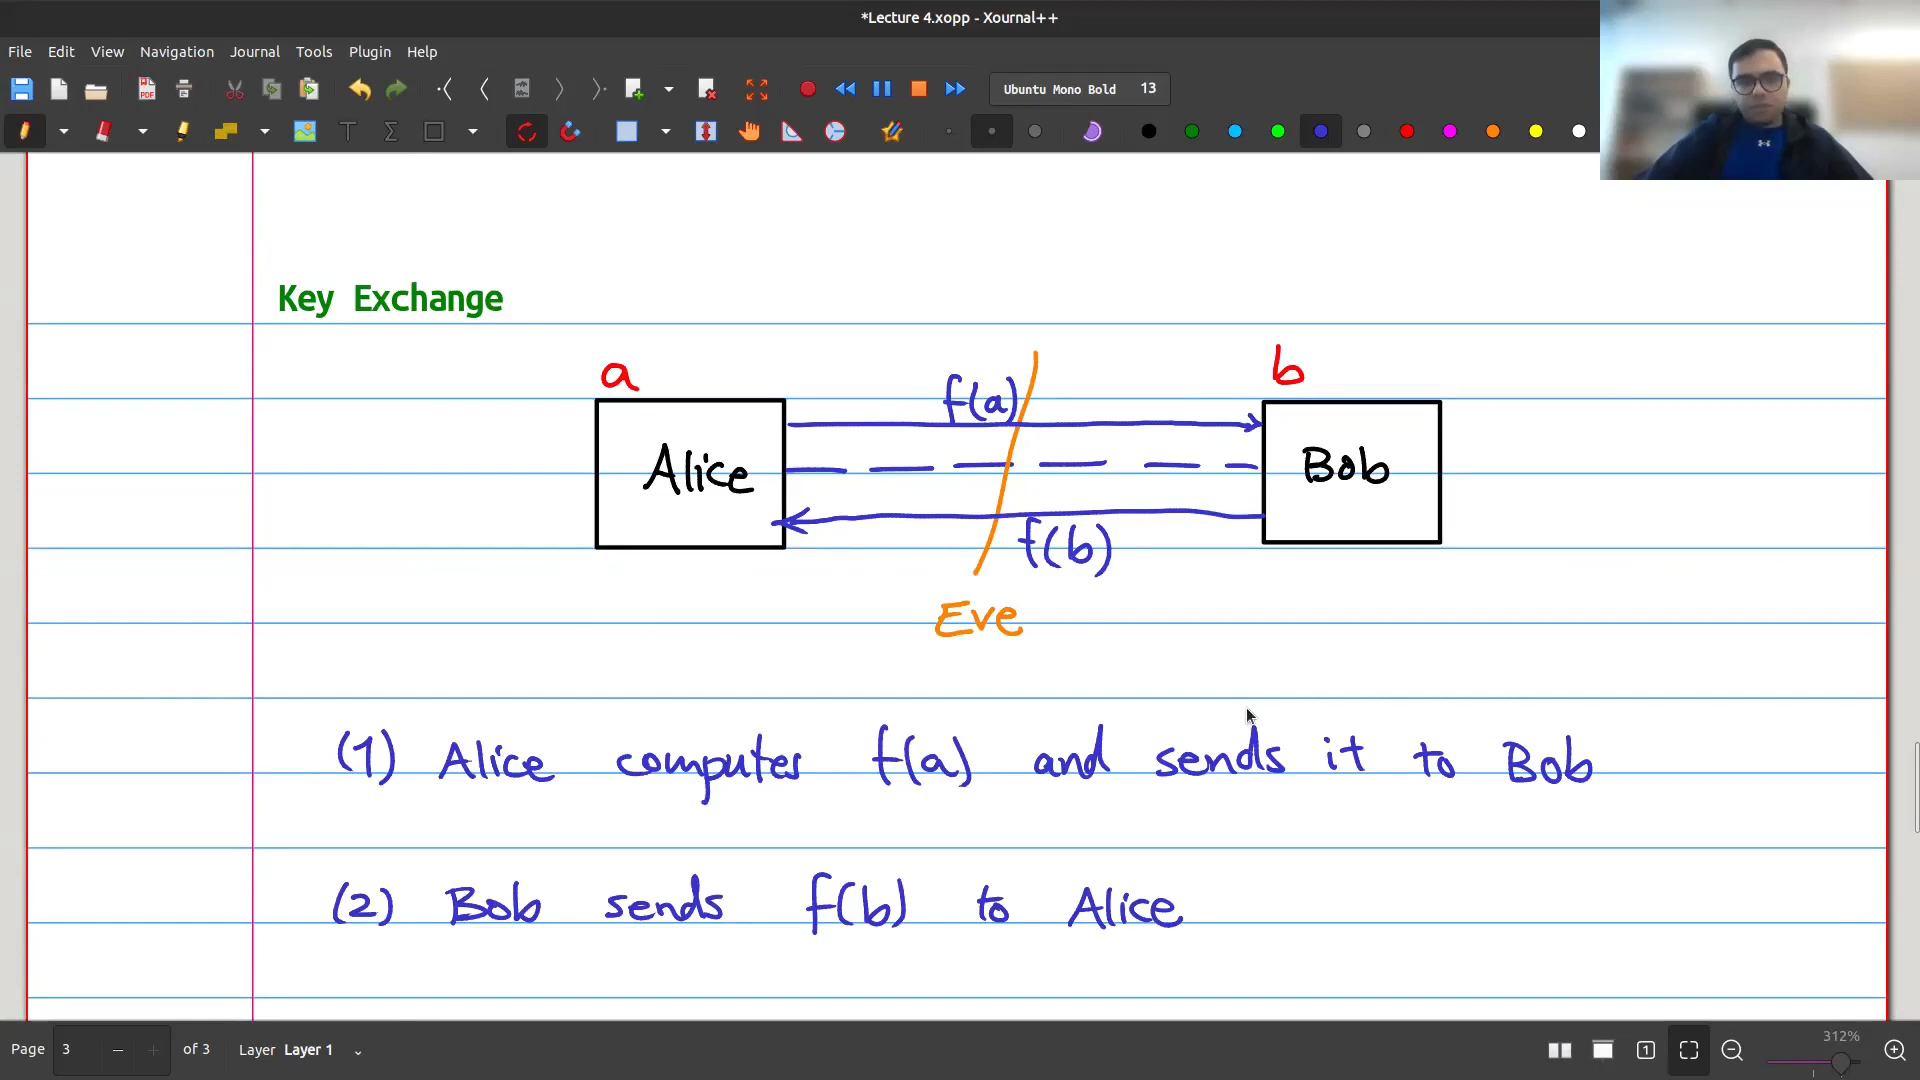 *Lecture 4.xopp - Xournal++
File Edit View Navigation Journal Tools Plugin Help
PDF Ubuntu Mono Bold 13
Key Exchange
a b
f(a)
Alice Bob
f(b)
Eve
(1) Alice computes f(a) and sends it to Bob
(2) Bob sends f(b) to Alice
Page 3 of 3 Layer Layer 1 1 312%